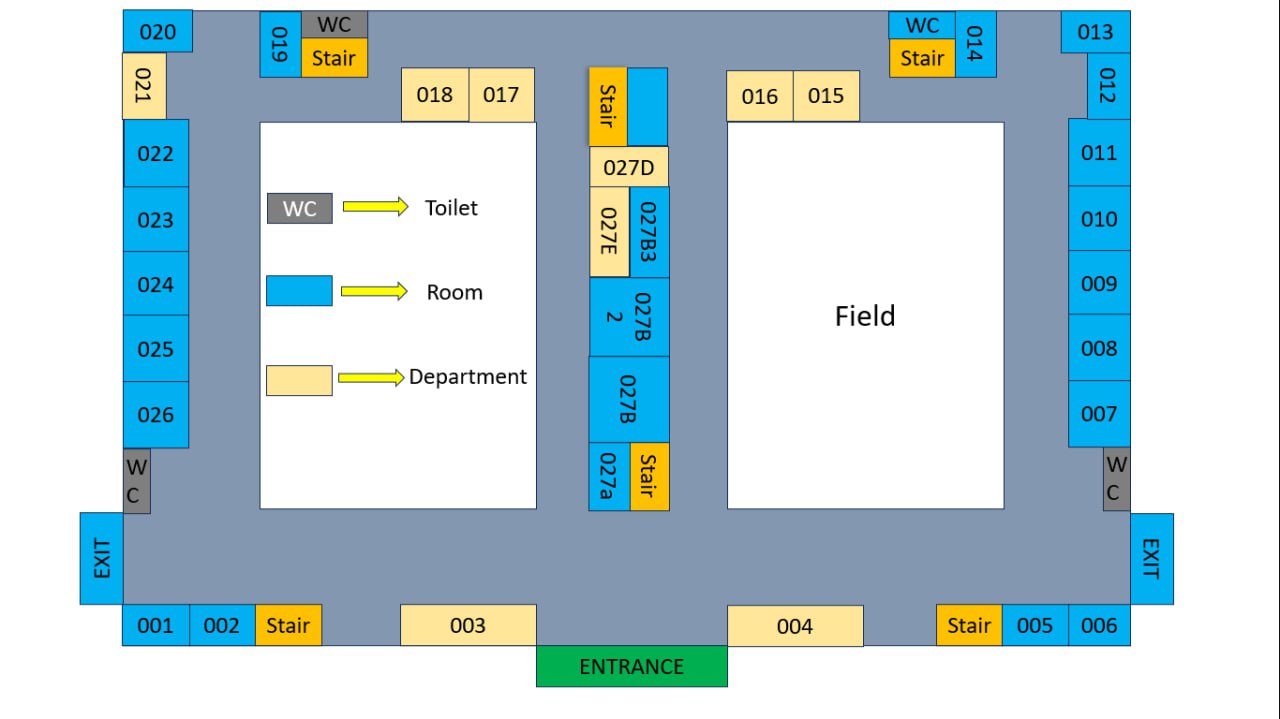 020
019
WC
Stair
WC
Stair
014
013
021
018
017
Stair
016
015
012
022
027D
011
023
WC
Toilet
027E
027B3
010
024
Room
027B
2
Field
009
025
Department
027B
008
026
007
W
C
027a
Stair
W
C
EXIT
EXIT
001
002
Stair
003
004
Stair
005
006
ENTRANCE